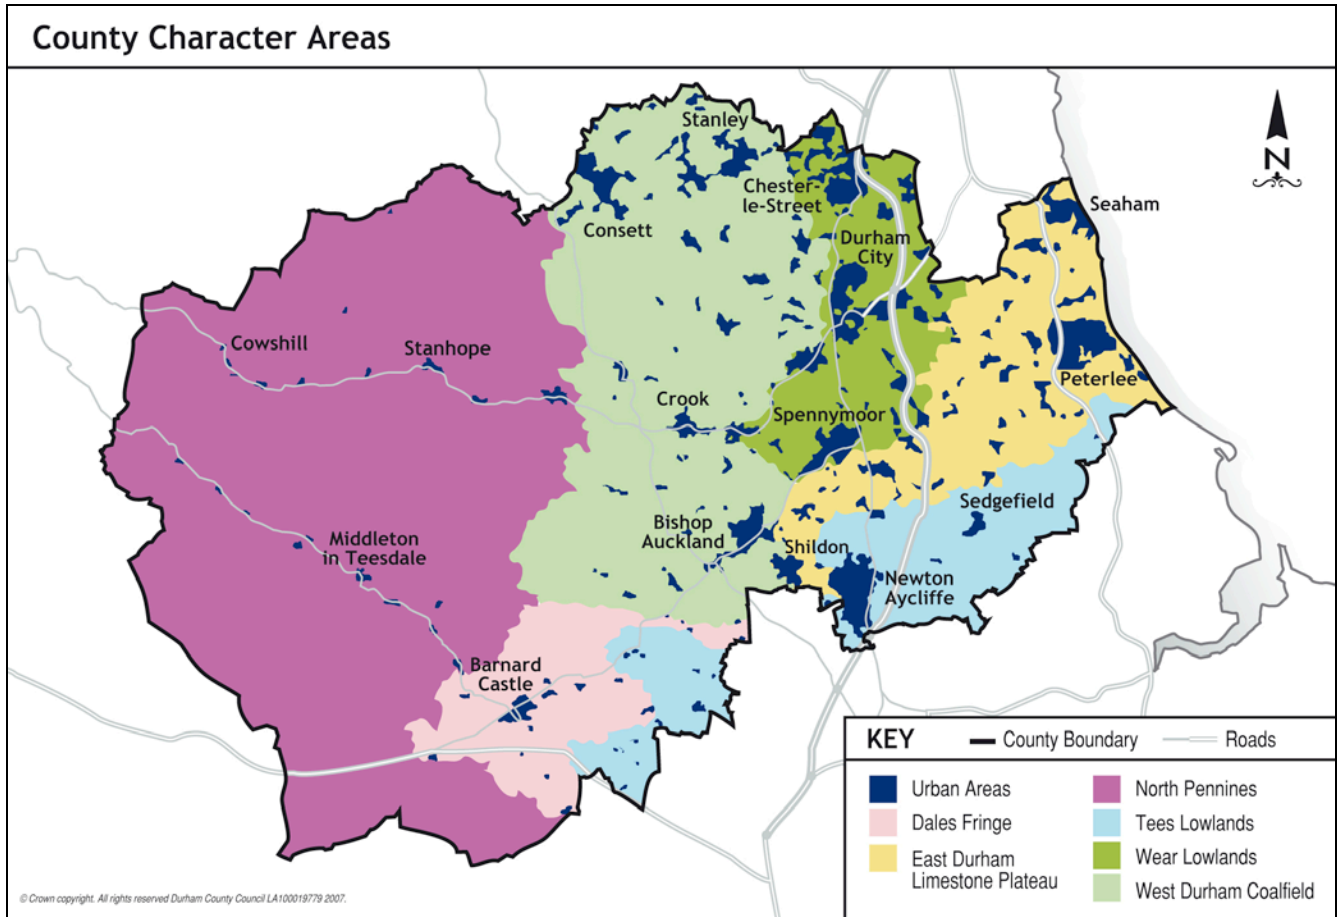 County Character Areas
N
Stanley
Chester-
le-Street
Seaham
Consett
Durham
City
Cowshill
Stanhope
Peterlee
Crook
Spennymoor
Sedgefield
Bishop
Auckland
Middleton
in Teesdale
Shildon
Newton
Aycliffe
Barnard
Castle
KEY
County Boundary
Roads
Urban Areas
Dales Fringe
East Durham
Limestone Plateau
North Pennines
Tees Lowlands
Wear Lowlands
West Durham Coalfield
© Crown copyright. All rights reserved Durham County Council LA100019779 2007.